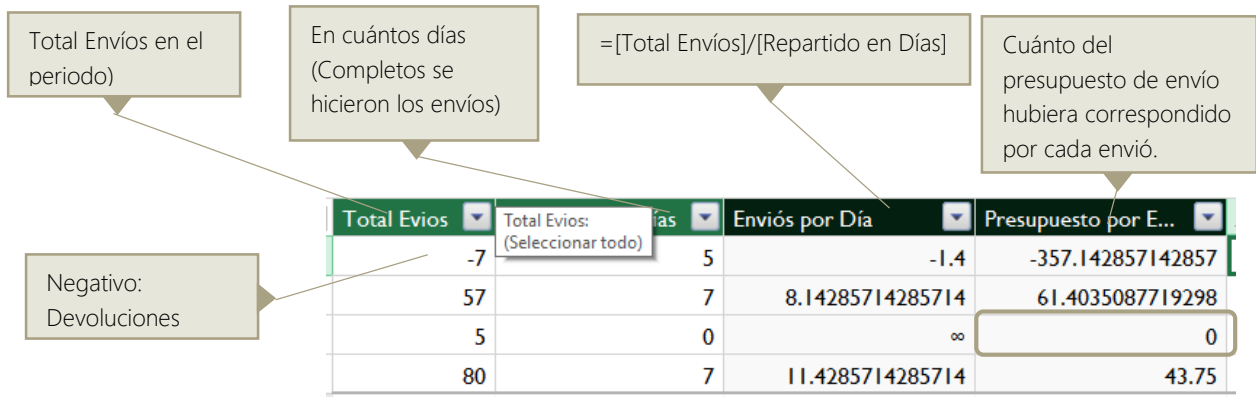 Total Envíos en el
periodo)
En cuántos días
(Completos se
hicieron los envíos)
=[Total Envíos]/[Repartido en Días]
Cuánto del
presupuesto de envío
hubiera correspondido
por cada envió.
Total Evios
Total Evios:
(Seleccionar todo)
ías
Enviós por Día
Presupuesto por E...
-7
5
-1.4
-357.142857142857
57
7
8.14285714285714
61.4035087719298
5
0
∞
0
80
7
11.4285714285714
43.75
Negativo:
Devoluciones